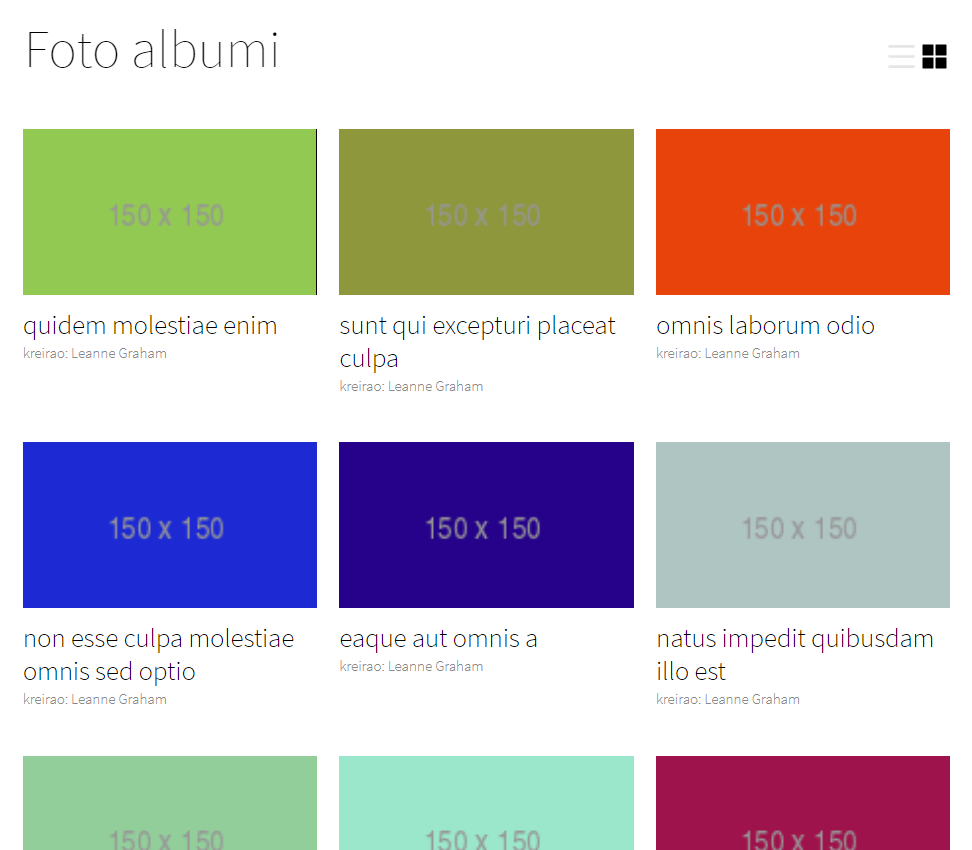 Foto albumi
150 x 150
150 x 150
150 x 150
quidem molestiae enim
kreirao: Leanne Graham
sunt qui excepturi placeat
culpa
kreirao: Leanne Graham
omnis laborum odio
kreirao: Leanne Graham
150 x 150
150 x 150
150 x 150
non esse culpa molestiae
omnis sed optio
kreirao: Leanne Graham
eaque aut omnis a
kreirao: Leanne Graham
natus impedit quibusdam
illo est
kreirao: Leanne Graham
150 x 150
150 x 150
150 x 150